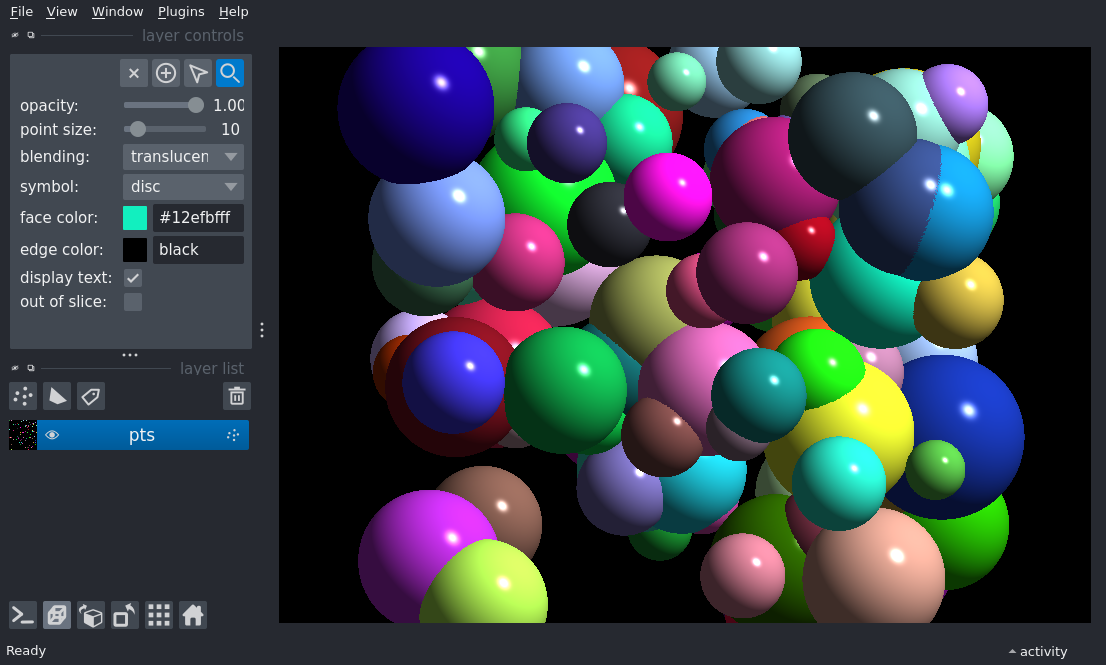 File View Window Plugins Help
layer controls
opacity: 1.00
point size: 10
blending: translucen
symbol: disc
face color: #12efbfff
edge color: black
display text:
out of slice:
layer list
pts
Ready
activity